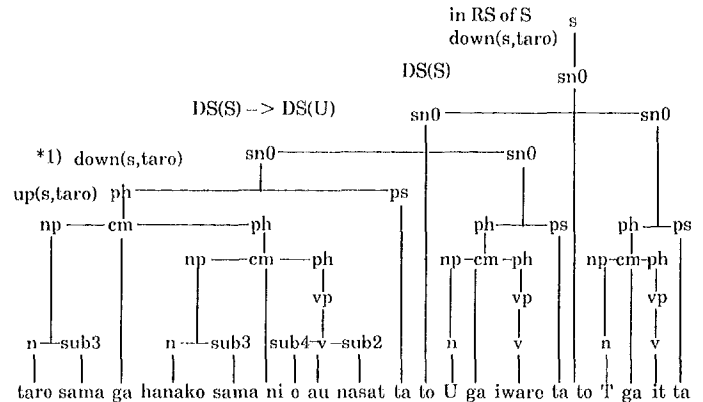 in RS of S s
down(s,taro)
DS(S) sn0
DS(S) --> DS(U) sn0 sn0
*1) down(s,taro) sn0 sn0
up(s,taro) ph ps
np cm ph ph ps ph ps
np cm ph np cm ph np cm ph
vp vp vp
n sub3 n sub3 sub4 v sub2 n v n v
taro sama ga hanako sama ni o au nasat ta to U ga iware ta to T ga it ta